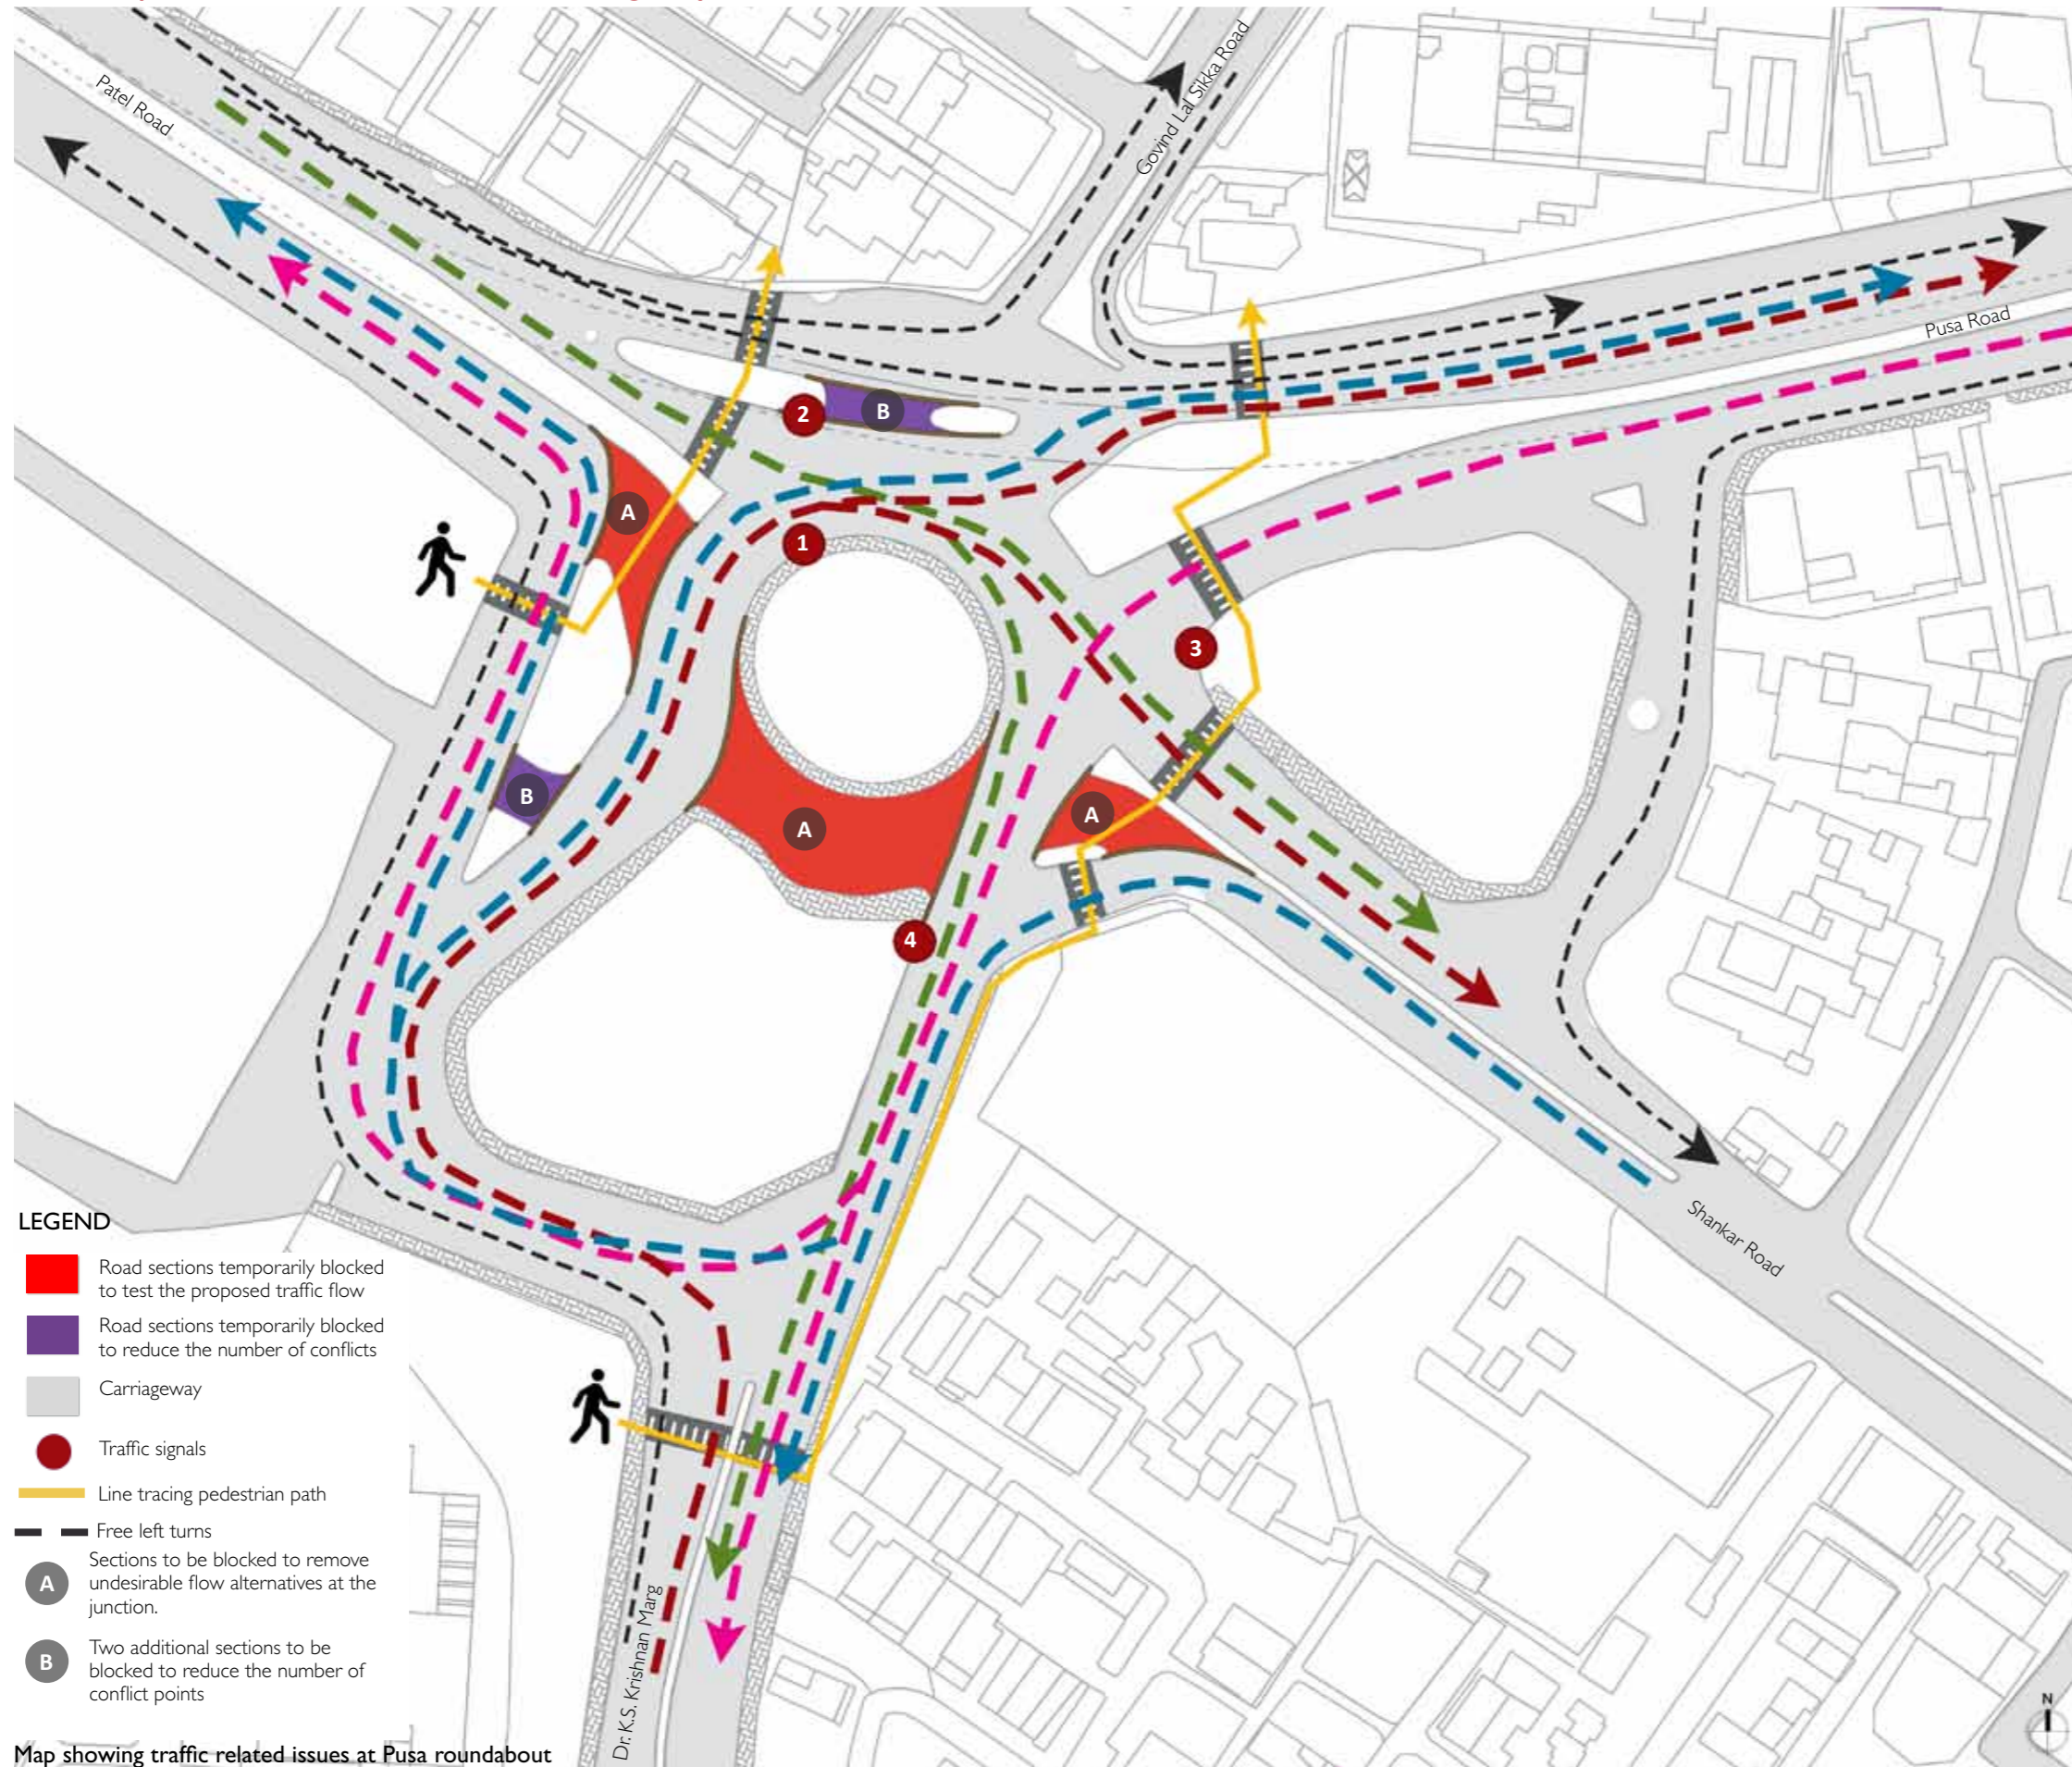 Patel Road
Govind Lal Sikka Road
Pusa Road
2
B
A
1
3
B
A
A
4
Shankar Road
Dr. K.S. Krishnan Marg
N
LEGEND
Road sections temporarily blocked
to test the proposed traffic flow
Road sections temporarily blocked
to reduce the number of conflicts
Carriageway
Traffic signals
Line tracing pedestrian path
Free left turns
A
Sections to be blocked to remove
undesirable flow alternatives at the
junction.
B
Two additional sections to be
blocked to reduce the number of
conflict points
Map showing traffic related issues at Pusa roundabout